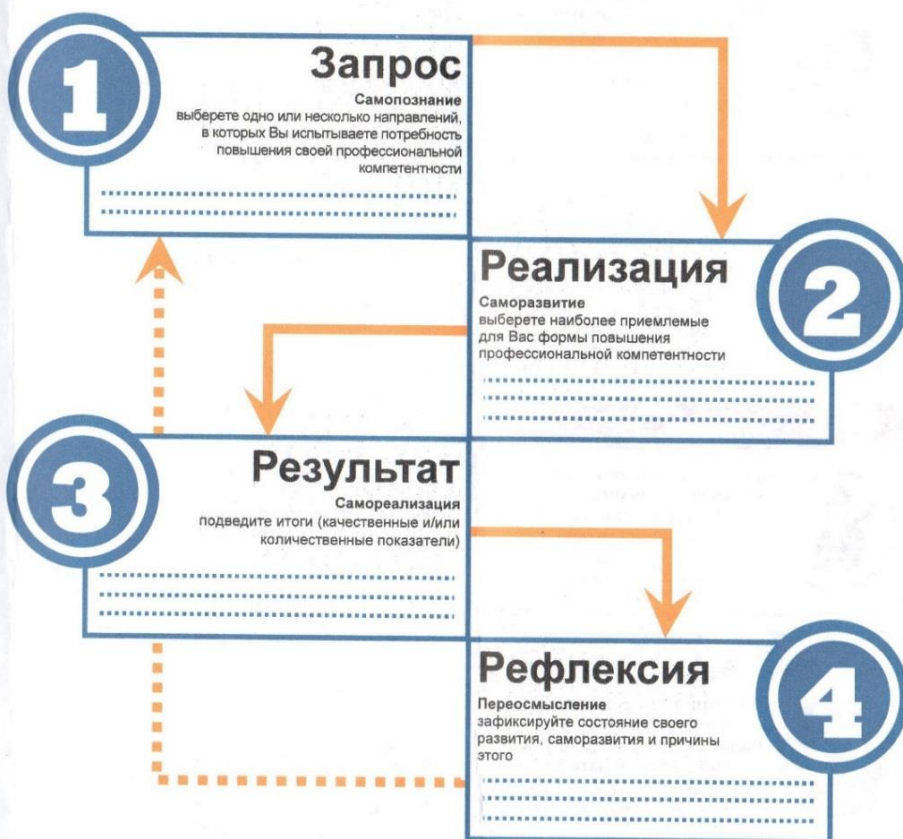 1
Запрос
Самопознание
выберете одно или несколько направлений,
в которых Вы испытываете потребность
повышения своей профессиональной
компетентности
Реализация
Саморазвитие
выберете наиболее приемлемые
для Вас формы повышения
профессиональной компетентности
2
3
Результат
Самореализация
подведите итоги (качественные и/или
количественные показатели)
Рефлексия
Переосмысление
зафиксируйте состояние своего
развития, саморазвития и причины
этого
4